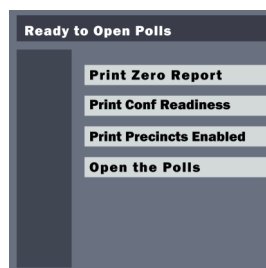 Ready to Open Polls
Print Zero Report
Print Conf Readiness
Print Precincts Enabled
Open the Polls